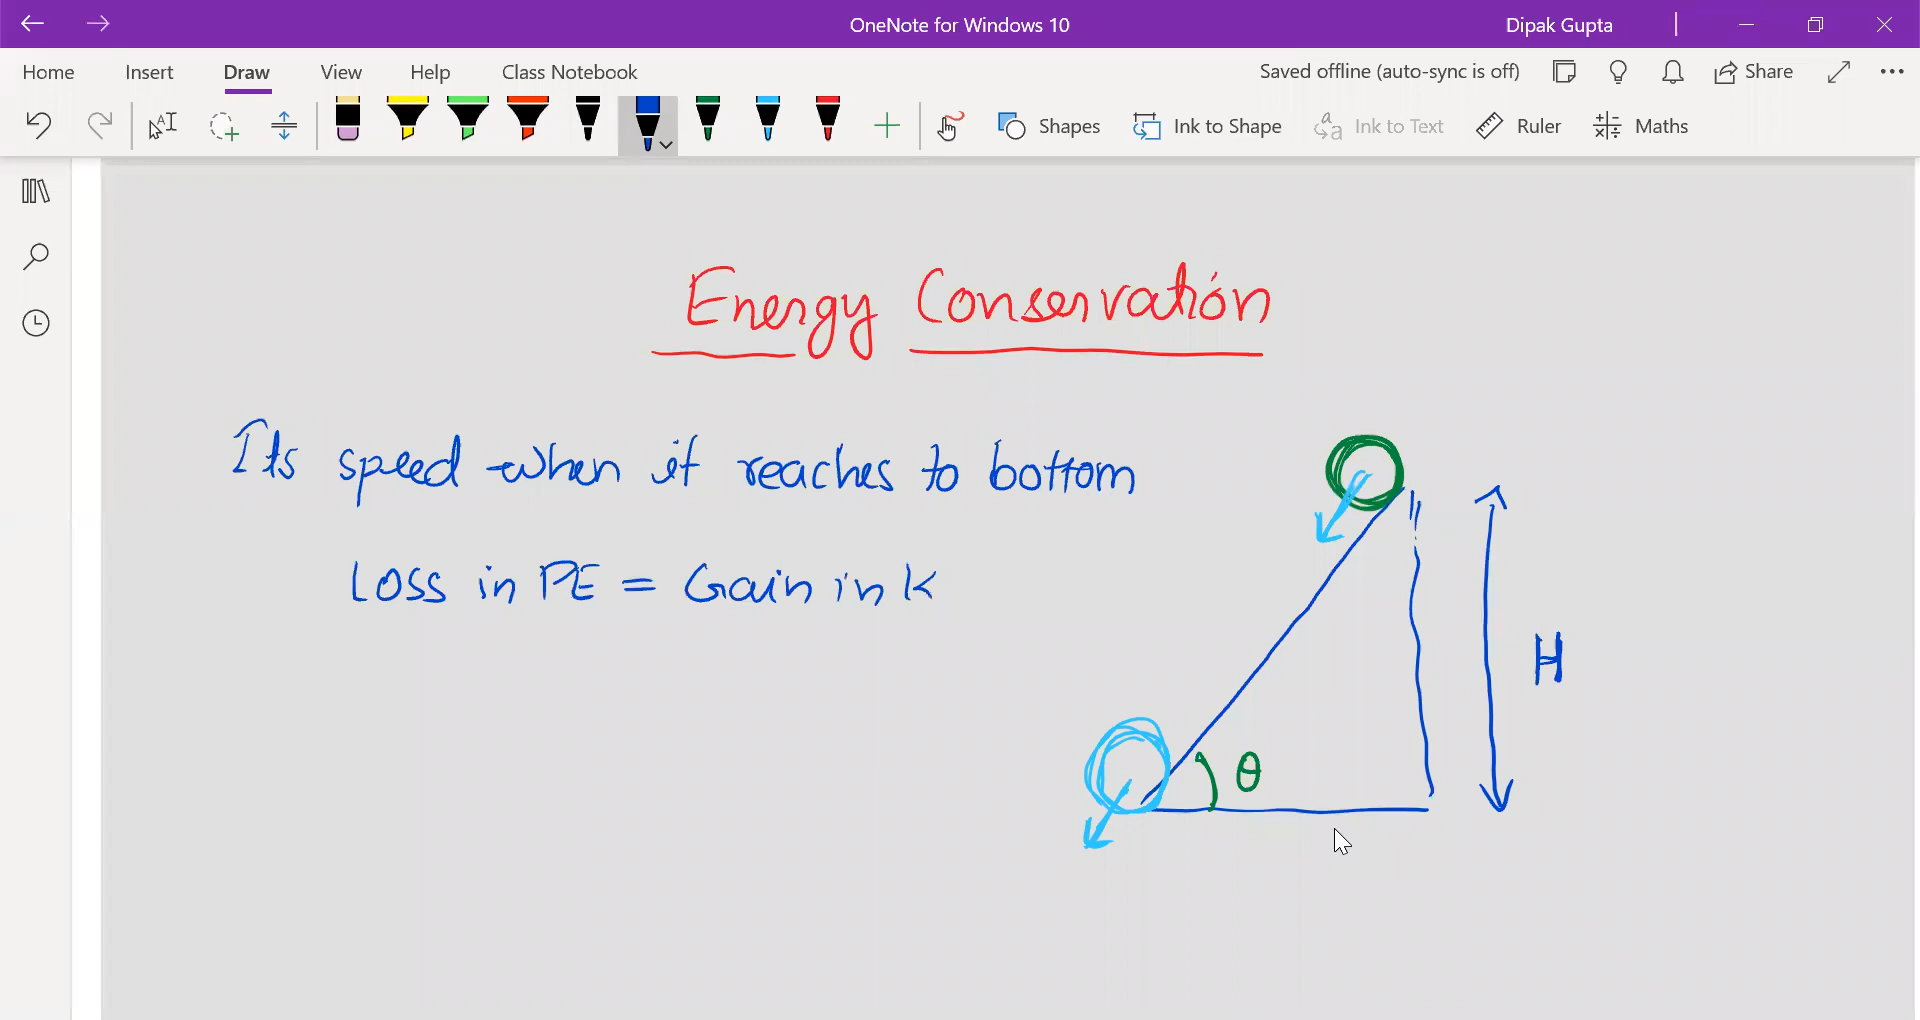 OneNote for Windows 10
Dipak Gupta
Home Insert Draw View Help Class Notebook
Saved offline (auto-sync is off) Share
Shapes Ink to Shape Ink to Text Ruler Maths
Energy Conservation
Its speed when it reaches to bottom
Loss in PE = Gain in K
H
θ